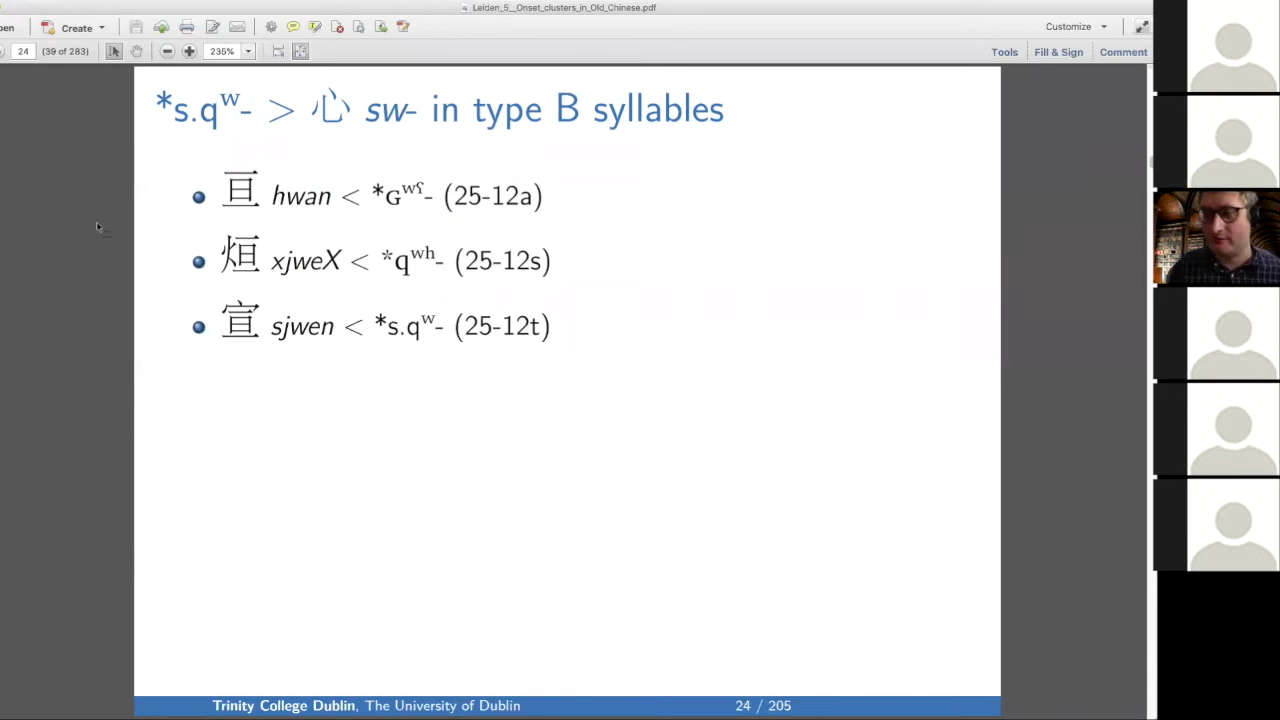 Leiden_5__Onset_clusters_in_Old_Chinese.pdf
pen Create Customize
24 (39 of 283) 235% Tools Fill & Sign Comment
*s.qʷ- > 心 sw- in type B syllables
亘 hwan < *ɢʷˤ- (25-12a)
烜 xjweX < *qʷʰ- (25-12s)
宣 sjwen < *s.qʷ- (25-12t)
Trinity College Dublin, The University of Dublin 24 / 205